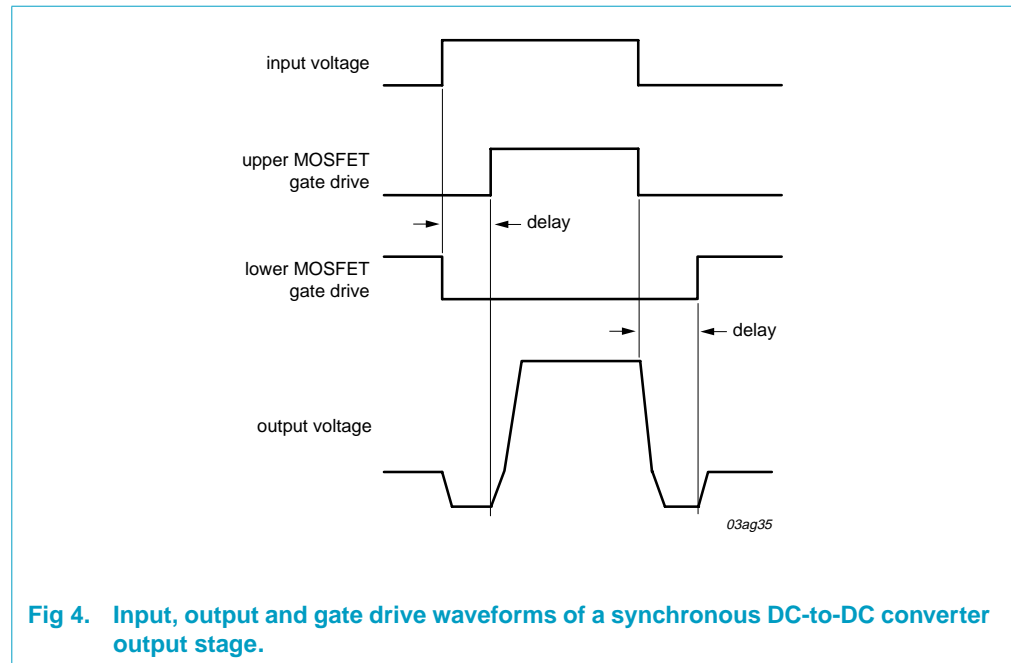 input voltage
upper MOSFET
gate drive
delay
lower MOSFET
gate drive
delay
output voltage
03ag35
Fig 4. Input, output and gate drive waveforms of a synchronous DC-to-DC converter
output stage.